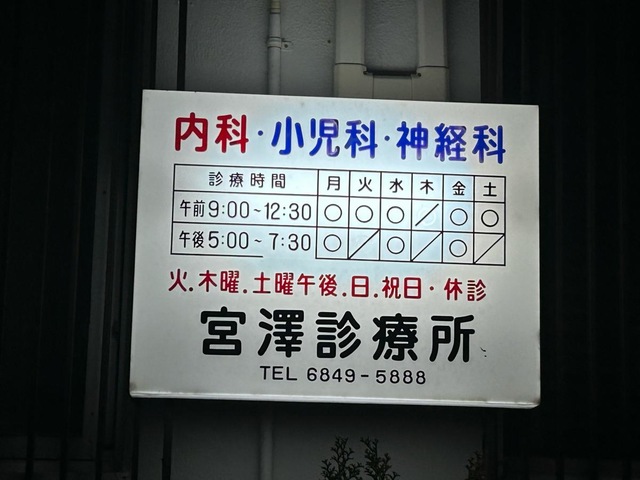 内科・小児科・神経科
診療時間 月 火 水 木 金 土
午前9:00~12:30 ○ ○ ○ ／ ○ ○
午後5:00~7:30 ○ ／ ○ ／ ○ ／
火.木曜.土曜午後.日.祝日・休診
宮澤診療所
TEL 6849-5888